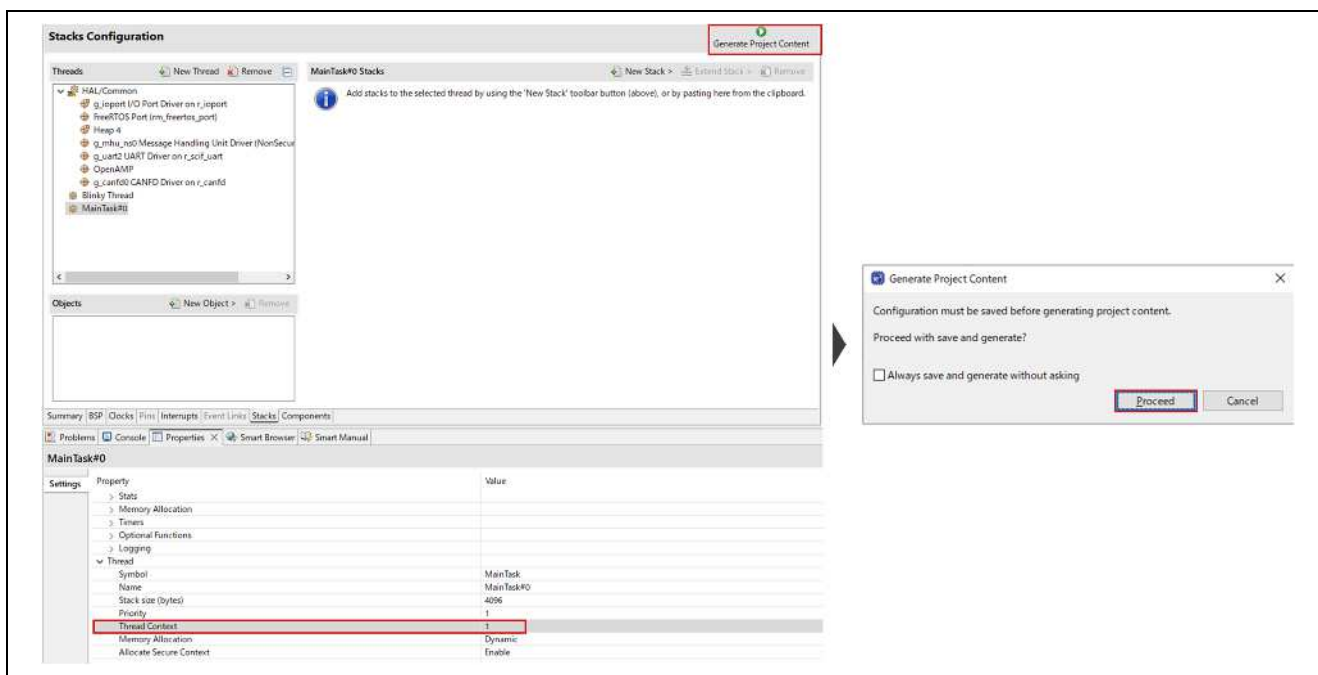 Stacks Configuration
Generate Project Content
Threads
New Thread
Remove
MainTask#0 Stacks
New Stack >
Extend Stack >
Remove
HAL/Common
g_ioport I/O Port Driver on r_ioport
FreeRTOS Port (rm_freertos_port)
Heap 4
g_mhu_ns0 Message Handling Unit Driver (NonSecur
g_uart2 UART Driver on r_scif_uart
OpenAMP
g_canfd0 CANFD Driver on r_canfd
Blinky Thread
MainTask#0
Add stacks to the selected thread by using the 'New Stack' toolbar button (above), or by pasting here from the clipboard.
Objects
New Object >
Remove
Summary BSP Clocks Pins Interrupts Event Links Stacks Components
Problems Console Properties Smart Browser Smart Manual
MainTask#0
Settings
Property Value
Stats
Memory Allocation
Timers
Optional Functions
Logging
Thread
Symbol MainTask
Name MainTask#0
Stack size (bytes) 4096
Priority 1
Thread Context 1
Memory Allocation Dynamic
Allocate Secure Context Enable
Generate Project Content
Configuration must be saved before generating project content.
Proceed with save and generate?
Always save and generate without asking
Proceed Cancel